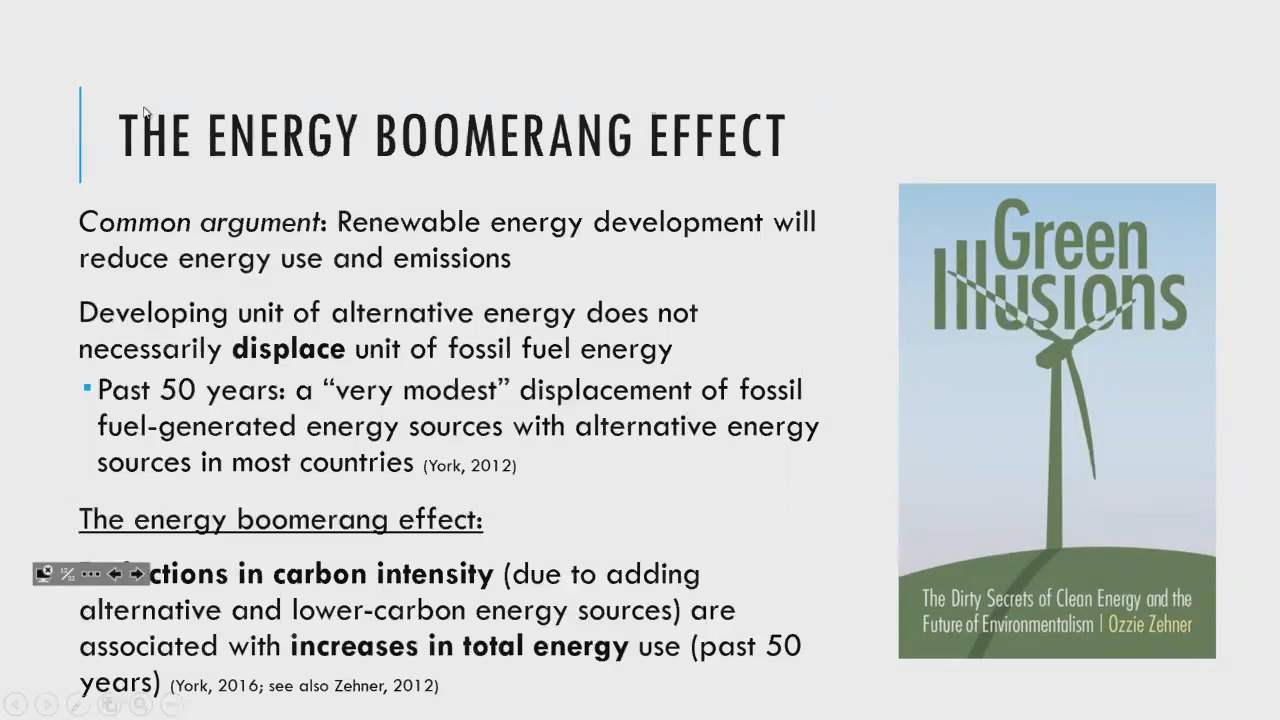 THE ENERGY BOOMERANG EFFECT
Common argument: Renewable energy development will
reduce energy use and emissions
Developing unit of alternative energy does not
necessarily displace unit of fossil fuel energy
Past 50 years: a “very modest” displacement of fossil
fuel-generated energy sources with alternative energy
sources in most countries (York, 2012)
The energy boomerang effect:
ctions in carbon intensity (due to adding
alternative and lower-carbon energy sources) are
associated with increases in total energy use (past 50
years) (York, 2016; see also Zehner, 2012)
Green
Illusions
The Dirty Secrets of Clean Energy and the
Future of Environmentalism | Ozzie Zehner